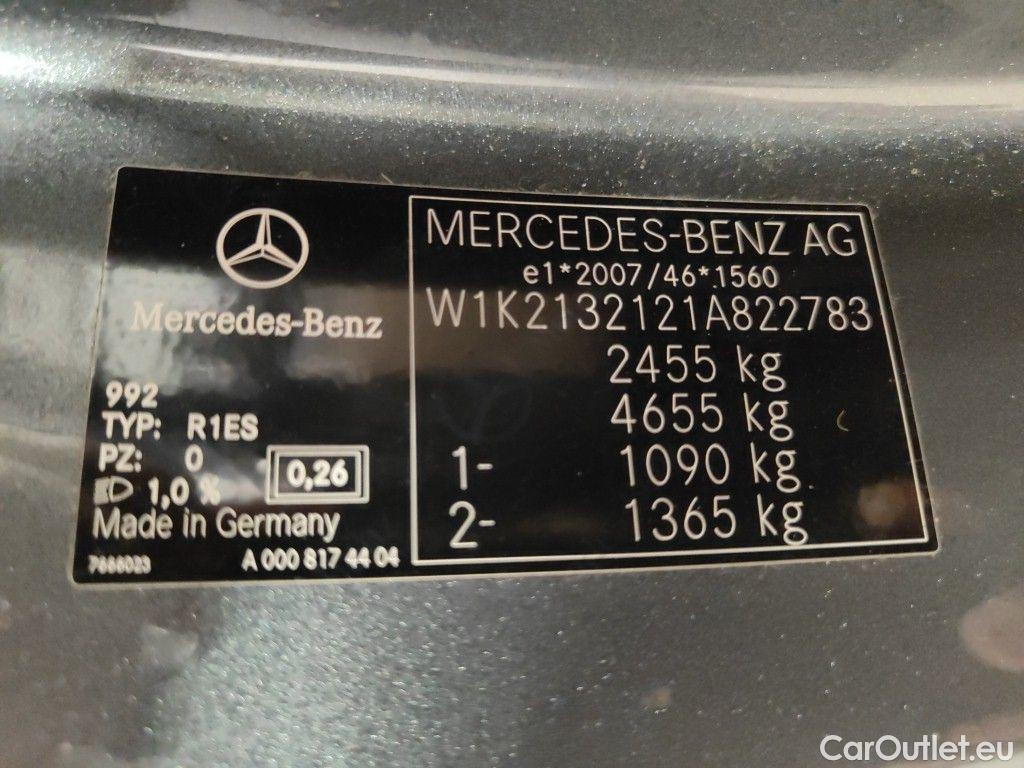 Mercedes-Benz
992
TYP: R1ES
PZ: 0
1,0 %
0,26
Made in Germany
7666023
A 000 817 44 04
MERCEDES-BENZ AG
e1*2007/46*1560
W1K2132121A822783
2455 kg
4655 kg
1- 1090 kg
2- 1365 kg
CarOutlet.eu